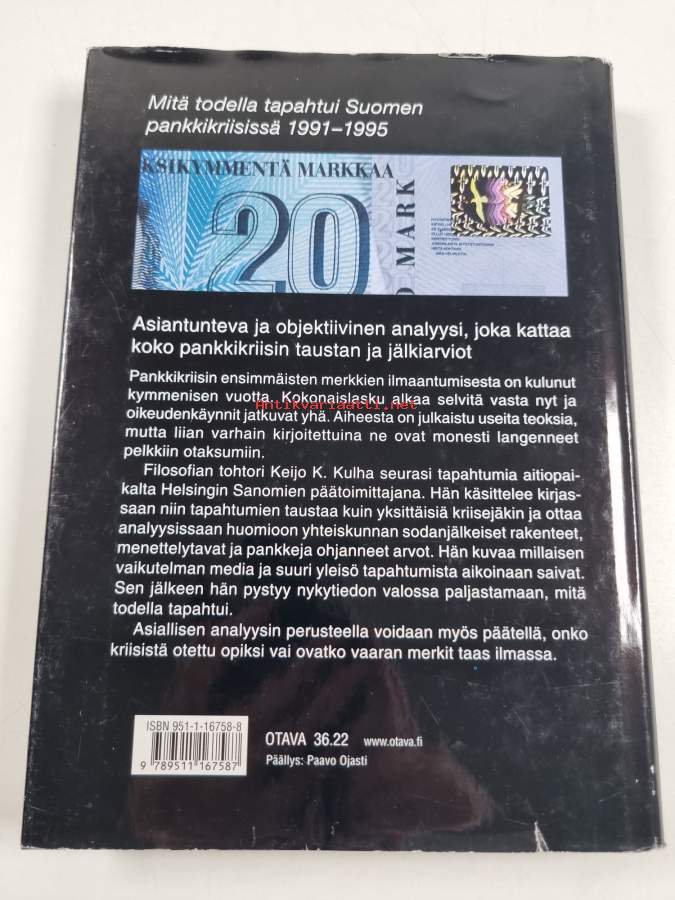 Mitä todella tapahtui Suomen
pankkikriisissä 1991–1995
KSIKYMMENTÄ MARKKAA
20
MARK
Asiantunteva ja objektiivinen analyysi, joka kattaa
koko pankkikriisin taustan ja jälkiarviot
Pankkikriisin ensimmäisten merkkien ilmaantumisesta on kulunut
kymmenisen vuotta. Kokonaislasku alkaa selvitä vasta nyt ja
Antikvariaatti.net
oikeudenkäynnit jatkuvat yhä. Aiheesta on julkaistu useita teoksia,
mutta liian varhain kirjoitettuina ne ovat monesti langenneet
pelkkiin otaksumiin.
Filosofian tohtori Keijo K. Kulha seurasi tapahtumia aitiopai-
kalta Helsingin Sanomien päätoimittajana. Hän käsittelee kirjas-
saan niin tapahtumien taustaa kuin yksittäisiä kriisejäkin ja ottaa
analyysissaan huomioon yhteiskunnan sodanjälkeiset rakenteet,
menettelytavat ja pankkeja ohjanneet arvot. Hän kuvaa millaisen
vaikutelman media ja suuri yleisö tapahtumista aikoinaan saivat.
Sen jälkeen hän pystyy nykytiedon valossa paljastamaan, mitä
todella tapahtui.
Asiallisen analyysin perusteella voidaan myös päätellä, onko
kriisistä otettu opiksi vai ovatko vaaran merkit taas ilmassa.
ISBN 951-1-16758-8
9 789511 167587
OTAVA 36.22 www.otava.fi
Päällys: Paavo Ojasti